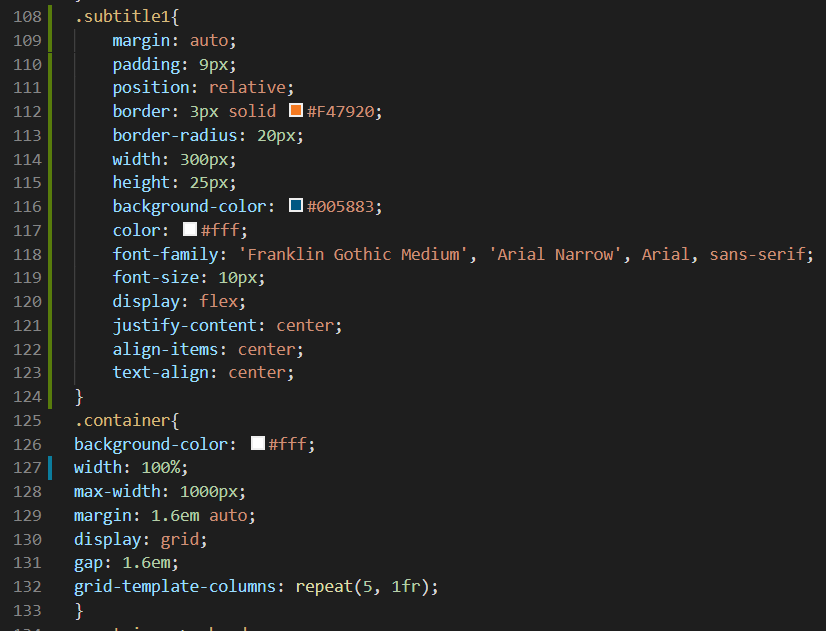 108 .subtitle1{
109 margin: auto;
110 padding: 9px;
111 position: relative;
112 border: 3px solid #F47920;
113 border-radius: 20px;
114 width: 300px;
115 height: 25px;
116 background-color: #005883;
117 color: #fff;
118 font-family: 'Franklin Gothic Medium', 'Arial Narrow', Arial, sans-serif;
119 font-size: 10px;
120 display: flex;
121 justify-content: center;
122 align-items: center;
123 text-align: center;
124 }
125 .container{
126 background-color: #fff;
127 width: 100%;
128 max-width: 1000px;
129 margin: 1.6em auto;
130 display: grid;
131 gap: 1.6em;
132 grid-template-columns: repeat(5, 1fr);
133 }